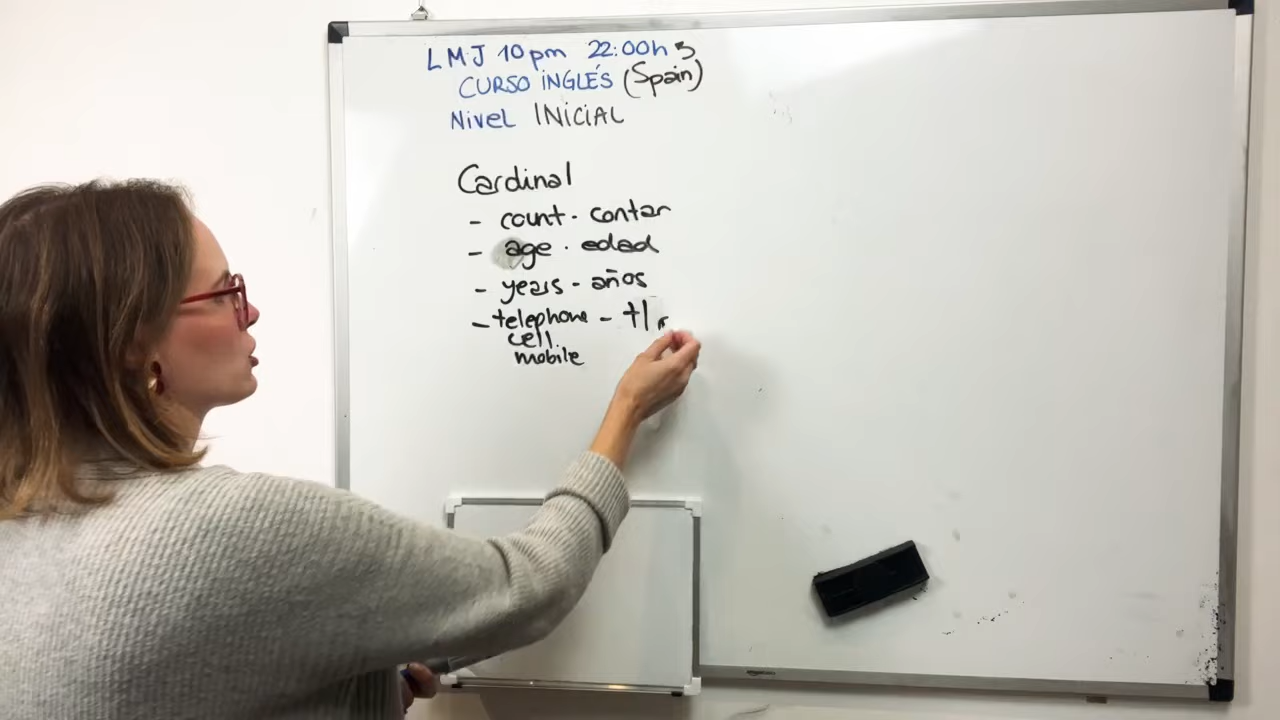 LMJ 10pm 22:00h
CURSO INGLÉS (Spain)
Nivel INICIAL
Cardinal
- count - contar
- age - edad
- years - años
- telephone -
cell
mobile